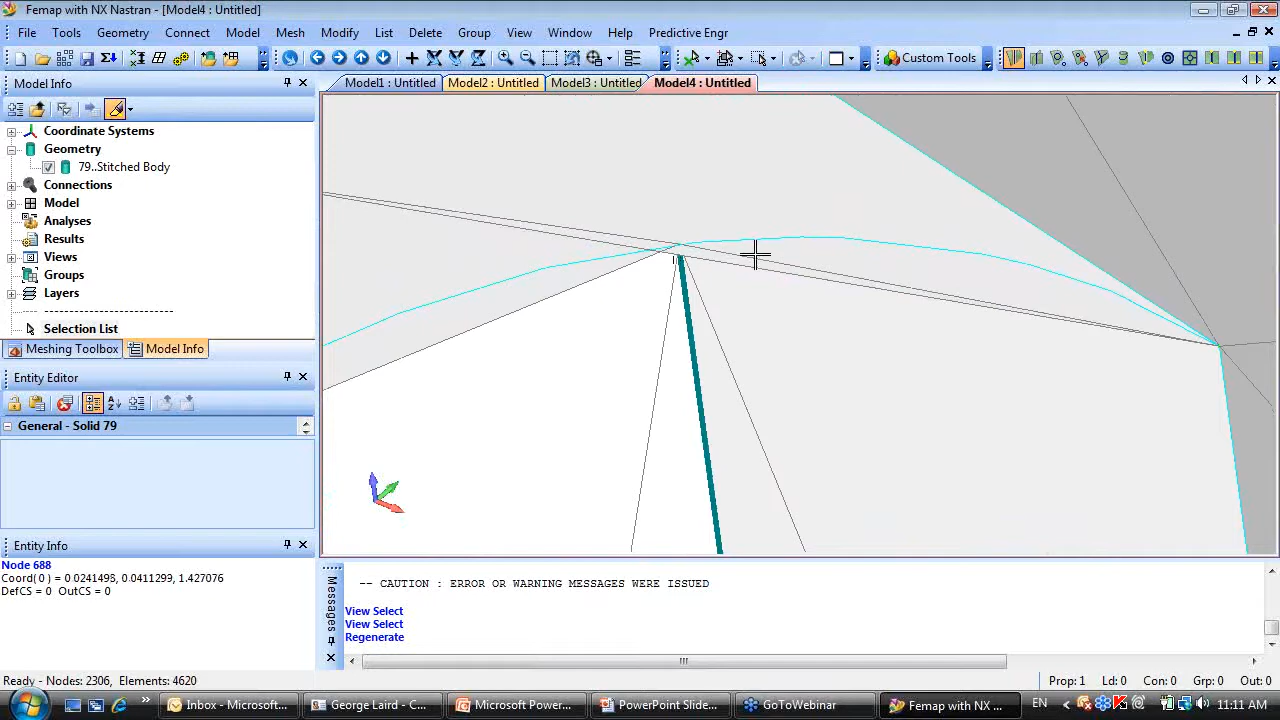 Femap with NX Nastran - [Model4 : Untitled]
File Tools Geometry Connect Model Mesh Modify List Delete Group View Window Help Predictive Engr
Custom Tools
Model Info
Model1 : Untitled Model2 : Untitled Model3 : Untitled Model4 : Untitled
Coordinate Systems
Geometry
79..Stitched Body
Connections
Model
Analyses
Results
Views
Groups
Layers
Selection List
Meshing Toolbox Model Info
Entity Editor
General - Solid 79
Entity Info
Node 688
Coord( 0 ) = 0.0241496, 0.0411299, 1.427076
DefCS = 0 OutCS = 0
Messages
-- CAUTION : ERROR OR WARNING MESSAGES WERE ISSUED
View Select
View Select
Regenerate
Ready - Nodes: 2306, Elements: 4620
Prop: 1 Ld: 0 Con: 0 Grp: 0 Out: 0
Inbox - Microsoft... George Laird - C... Microsoft Power... PowerPoint Slide... GoToWebinar Femap with NX ... EN 11:11 AM